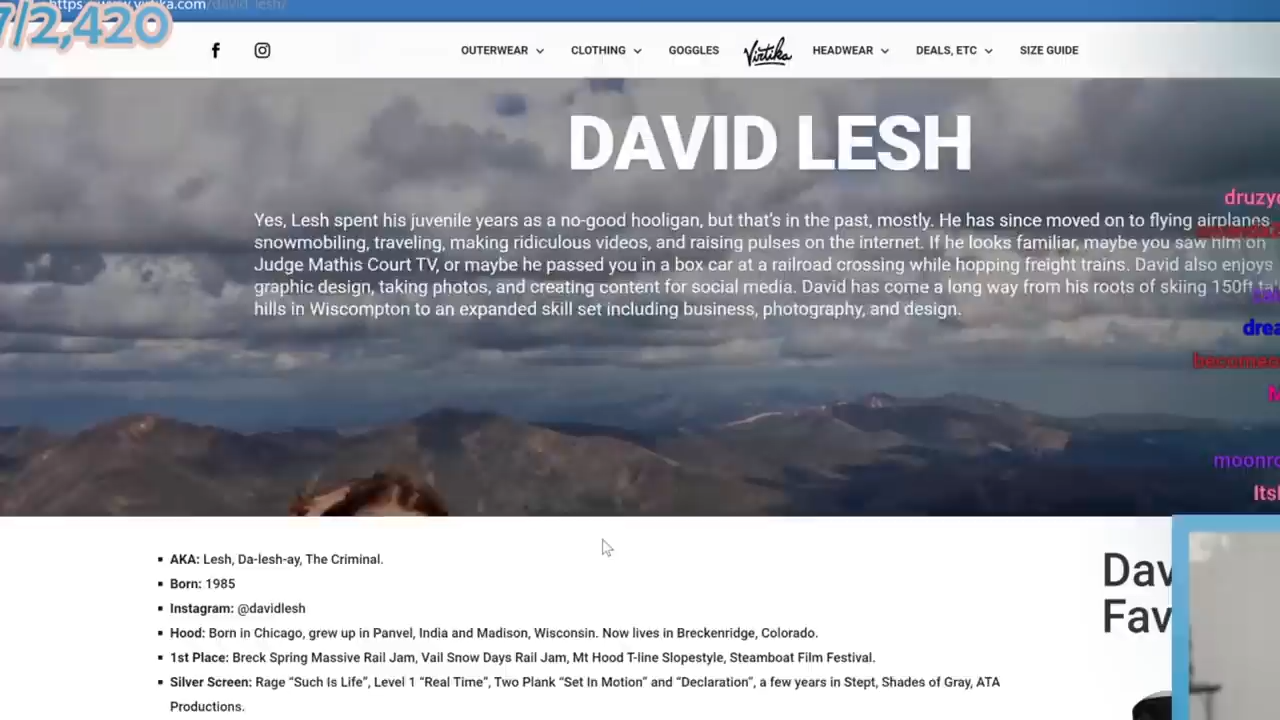 https://www.virtika.com/david_lesh/
7/2,420
OUTERWEAR CLOTHING GOGGLES Virtika HEADWEAR DEALS, ETC SIZE GUIDE
DAVID LESH
druzy
Yes, Lesh spent his juvenile years as a no-good hooligan, but that's in the past, mostly. He has since moved on to flying airplanes,
snowmobiling, traveling, making ridiculous videos, and raising pulses on the internet. If he looks familiar, maybe you saw him on
Judge Mathis Court TV, or maybe he passed you in a box car at a railroad crossing while hopping freight trains. David also enjoys
graphic design, taking photos, and creating content for social media. David has come a long way from his roots of skiing 150ft
hills in Wiscompton to an expanded skill set including business, photography, and design.
drea
become
M
moonro
Its
▪ AKA: Lesh, Da-lesh-ay, The Criminal.
▪ Born: 1985
▪ Instagram: @davidlesh
▪ Hood: Born in Chicago, grew up in Panvel, India and Madison, Wisconsin. Now lives in Breckenridge, Colorado.
▪ 1st Place: Breck Spring Massive Rail Jam, Vail Snow Days Rail Jam, Mt Hood T-line Slopestyle, Steamboat Film Festival.
▪ Silver Screen: Rage “Such Is Life”, Level 1 “Real Time”, Two Plank “Set In Motion” and “Declaration”, a few years in Stept, Shades of Gray, ATA
Productions.
Dav
Fav